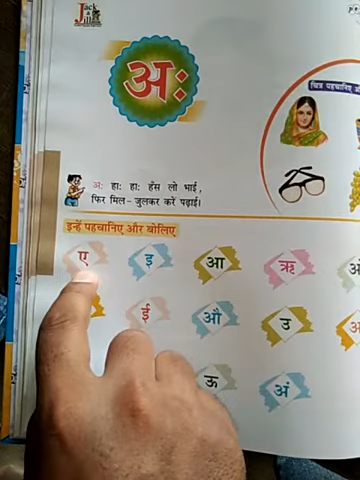 Jack & Jill
अः
चित्र पहचानिए
अः हाः हाः हँस लो भाई,
फिर मिल-जुलकर करें पढ़ाई।
इन्हें पहचानिए और बोलिए
ए इ आ ऋ
ई औ उ
ऊ अं